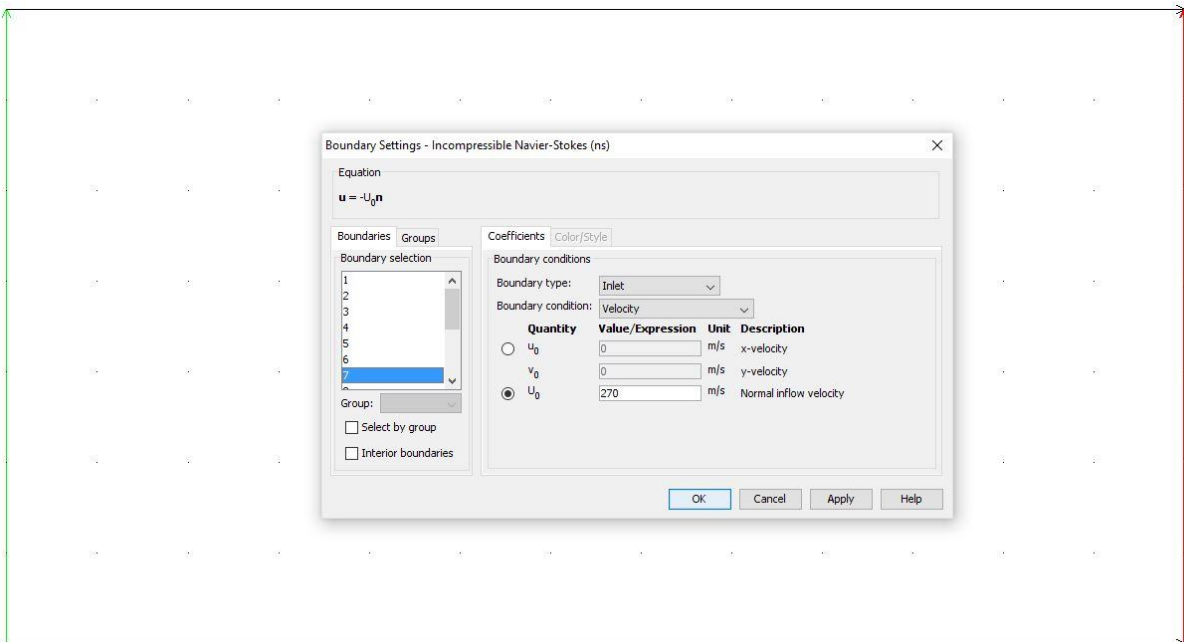 Boundary Settings - Incompressible Navier-Stokes (ns)
Equation
u = -U₀n
Boundaries Groups
Boundary selection
1
2
3
4
5
6
7
Group:
Select by group
Interior boundaries
Coefficients Color/Style
Boundary conditions
Boundary type: Inlet
Boundary condition: Velocity
Quantity Value/Expression Unit Description
u₀ 0 m/s x-velocity
v₀ 0 m/s y-velocity
U₀ 270 m/s Normal inflow velocity
OK Cancel Apply Help